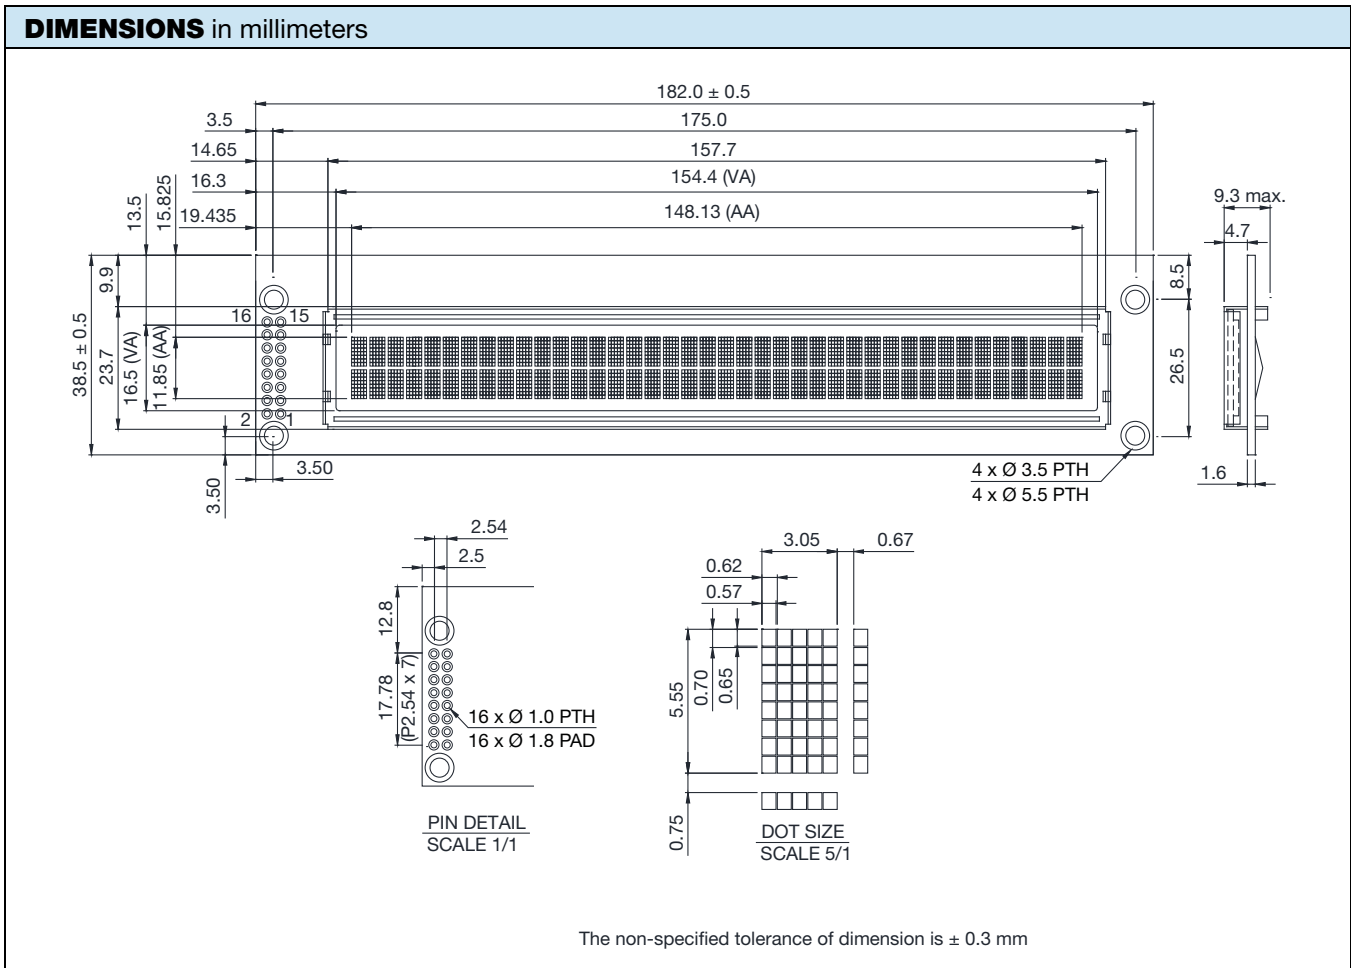 DIMENSIONS in millimeters
182.0 ± 0.5
3.5
175.0
14.65
157.7
16.3
154.4 (VA)
19.435
148.13 (AA)
13.5
15.825
9.3 max.
4.7
38.5 ± 0.5
9.9
23.7
16.5 (VA)
11.85 (AA)
16
15
2
1
8.5
26.5
3.50
3.50
4 x Ø 3.5 PTH
4 x Ø 5.5 PTH
1.6
2.54
2.5
12.8
17.78
(P2.54 x 7)
16 x Ø 1.0 PTH
16 x Ø 1.8 PAD
PIN DETAIL
SCALE 1/1
3.05
0.67
0.62
0.57
5.55
0.70
0.65
0.75
DOT SIZE
SCALE 5/1
The non-specified tolerance of dimension is ± 0.3 mm